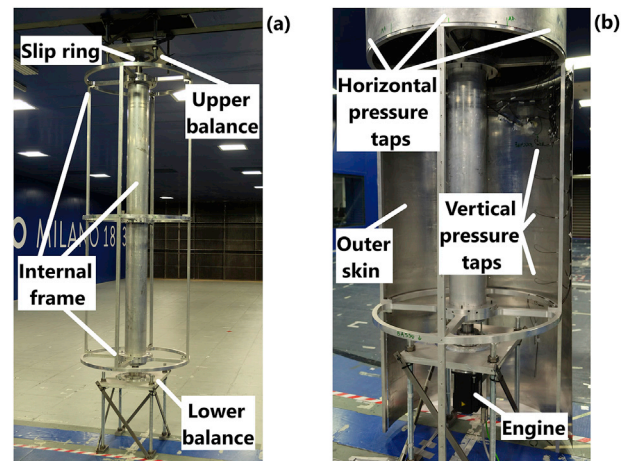 (a)
Slip ring
Upper
balance
MILANO 18
Internal
frame
Lower
balance
(b)
Horizontal
pressure
taps
Vertical
pressure
taps
Outer
skin
Engine